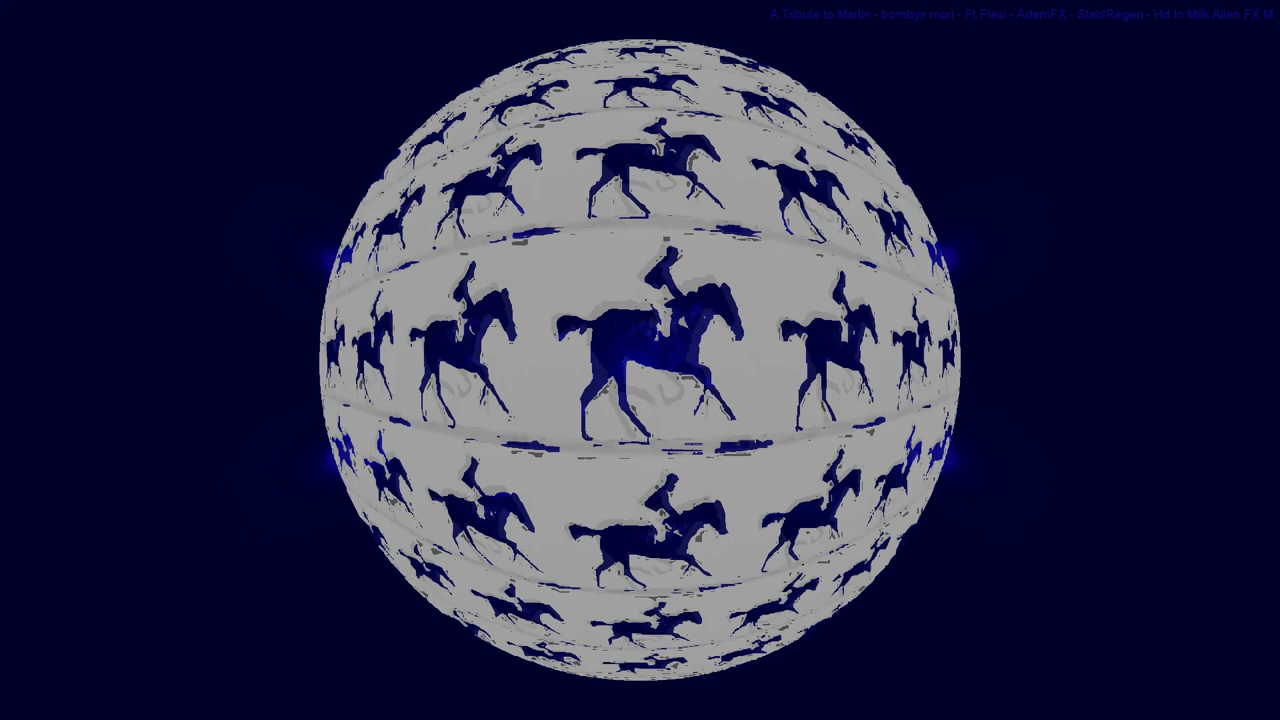 A Tribute to Martin - bombyx mori - Ft Flexi - AdamFX - StahlRegen - Hd In Milk Alien FX M